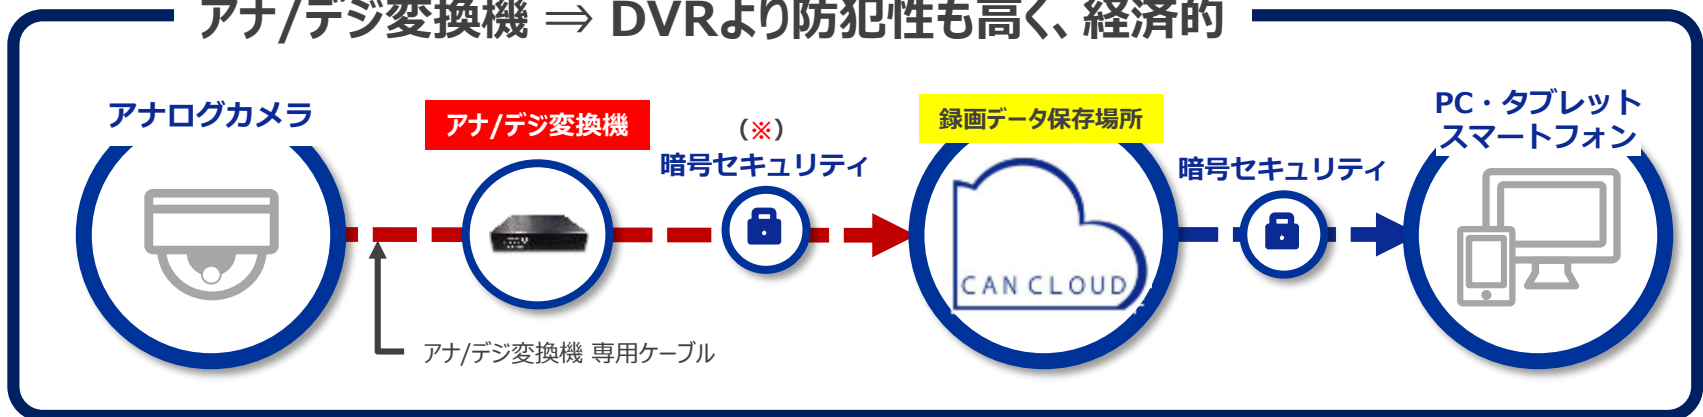 アナ/デジ変換機 ⇒ DVRより防犯性も高く、経済的
アナログカメラ
アナ/デジ変換機
（※）
暗号セキュリティ
録画データ保存場所
暗号セキュリティ
PC・タブレット
スマートフォン
CAN CLOUD
アナ/デジ変換機 専用ケーブル